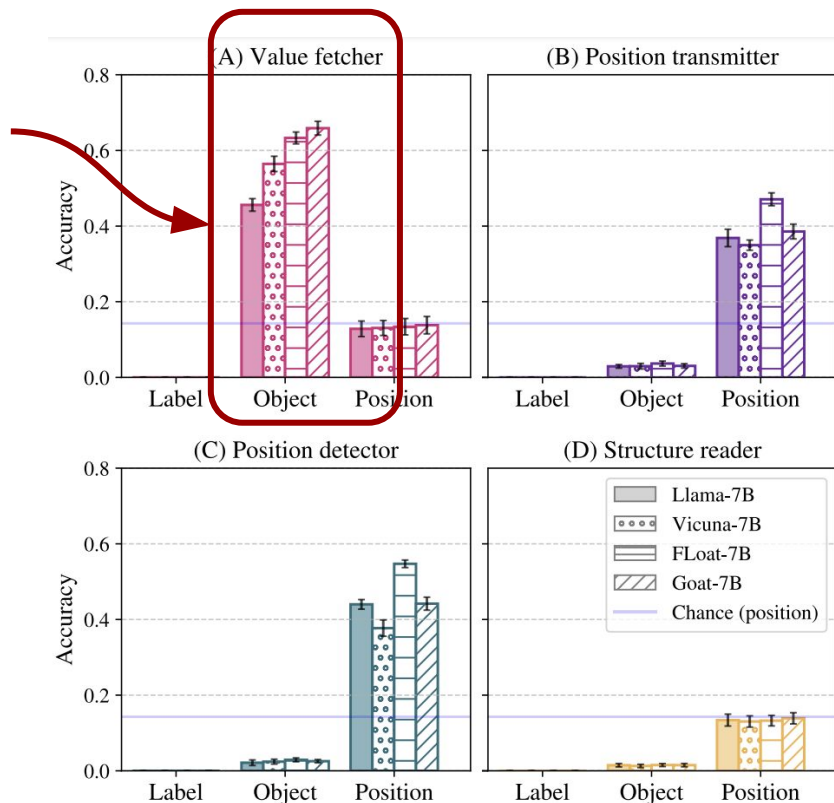 (A) Value fetcher
(B) Position transmitter
0.8
0.6
0.4
0.2
0.0
Accuracy
Label Object Position
Label Object Position
(C) Position detector
(D) Structure reader
0.8
0.6
0.4
0.2
0.0
Accuracy
Llama-7B
Vicuna-7B
FLoat-7B
Goat-7B
Chance (position)
Label Object Position
Label Object Position